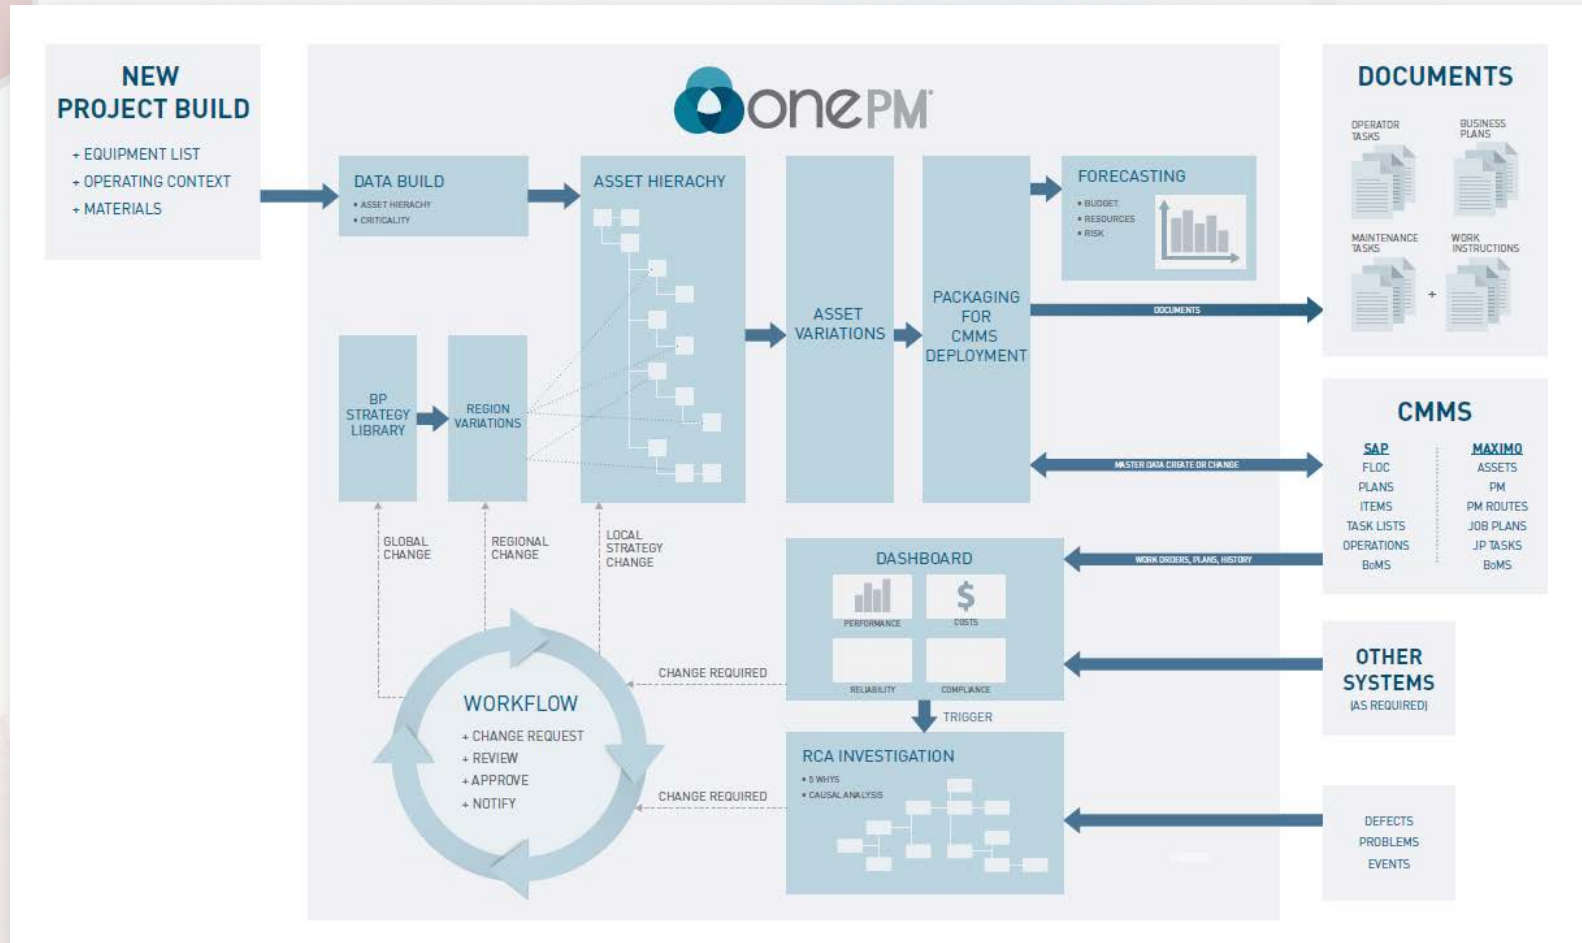 NEW
PROJECT BUILD
+ EQUIPMENT LIST
+ OPERATING CONTEXT
+ MATERIALS
onePM
DATA BUILD
• ASSET HIERACHY
• CRITICALITY
ASSET HIERACHY
BP
STRATEGY
LIBRARY
REGION
VARIATIONS
ASSET
VARIATIONS
PACKAGING
FOR
CMMS
DEPLOYMENT
FORECASTING
• BUDGET
• RESOURCES
• RISK
DOCUMENTS
DOCUMENTS
OPERATOR
TASKS
BUSINESS
PLANS
MAINTENANCE
TASKS
+
WORK
INSTRUCTIONS
MASTER DATA CREATE OR CHANGE
WORK ORDERS, PLANS, HISTORY
CMMS
SAP
FLOC
PLANS
ITEMS
TASK LISTS
OPERATIONS
BoMS
MAXIMO
ASSETS
PM
PM ROUTES
JOB PLANS
JP TASKS
BoMS
GLOBAL
CHANGE
REGIONAL
CHANGE
LOCAL
STRATEGY
CHANGE
DASHBOARD
PERFORMANCE
$
COSTS
RELIABILITY
COMPLIANCE
CHANGE REQUIRED
TRIGGER
WORKFLOW
+ CHANGE REQUEST
+ REVIEW
+ APPROVE
+ NOTIFY
RCA INVESTIGATION
• 5 WHYS
• CAUSAL ANALYSIS
CHANGE REQUIRED
OTHER
SYSTEMS
(AS REQUIRED)
DEFECTS
PROBLEMS
EVENTS